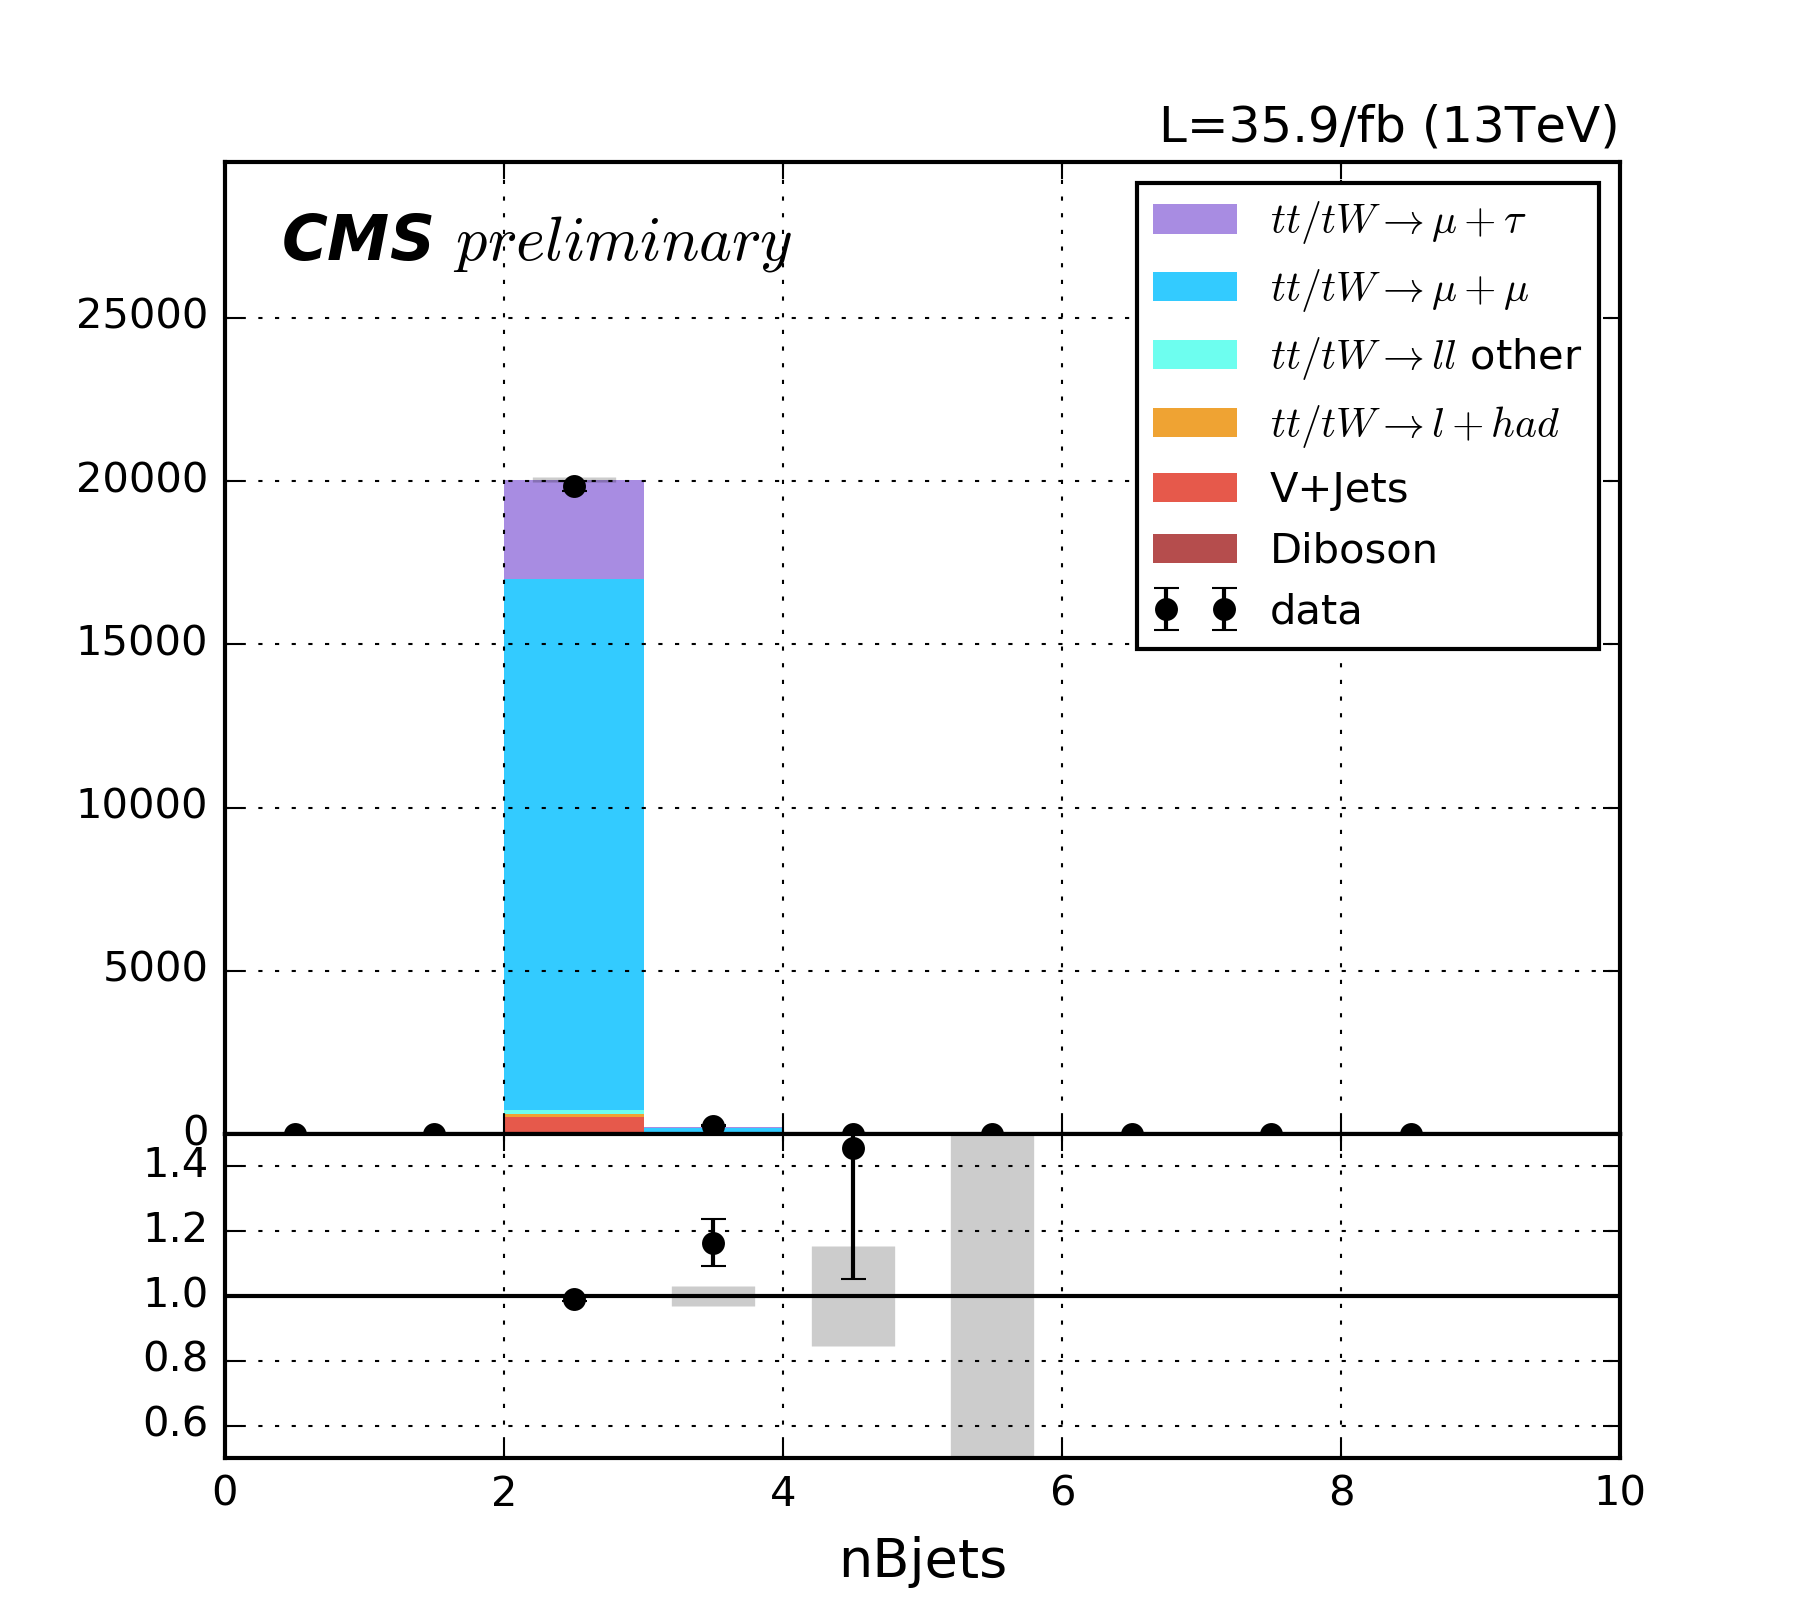 L=35.9/fb (13TeV)
CMS preliminary
tt/tW→μ+τ
tt/tW→μ+μ
tt/tW→ll other
tt/tW→l+had
V+Jets
Diboson
data
25000
20000
15000
10000
5000
0
1.4
1.2
1.0
0.8
0.6
0 2 4 6 8 10
nBjets